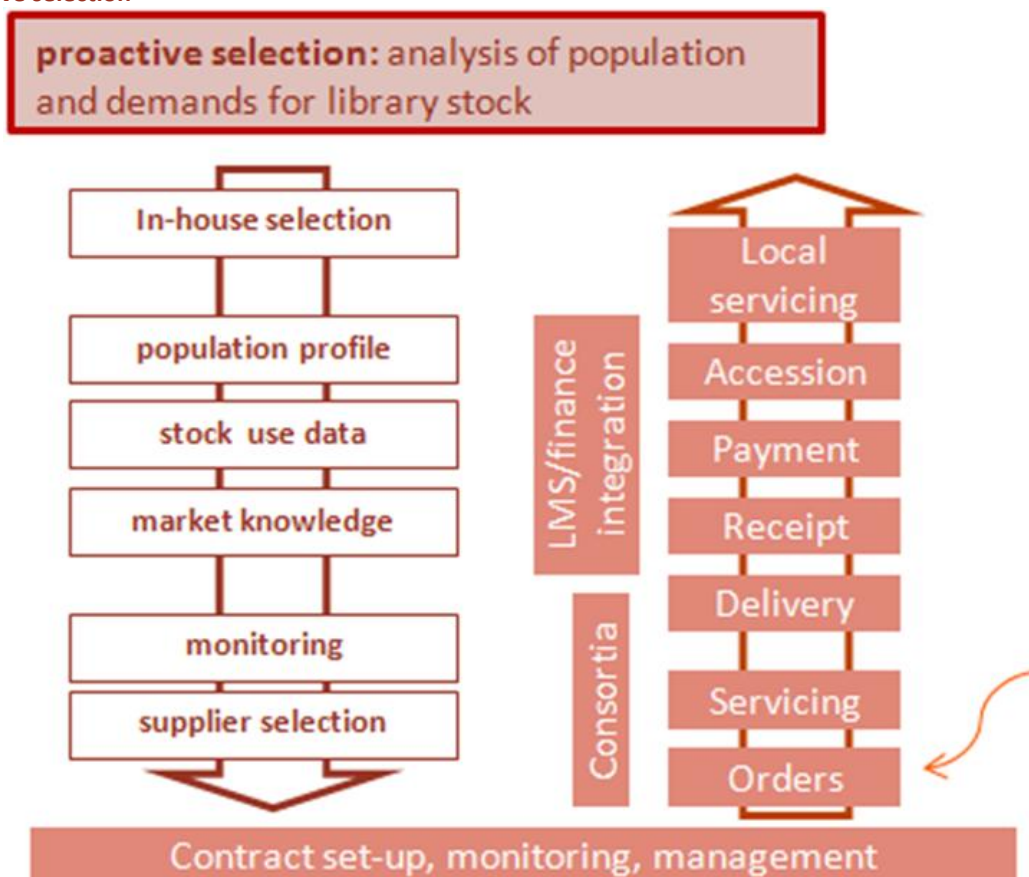 proactive selection: analysis of population
and demands for library stock
In-house selection
population profile
stock use data
market knowledge
monitoring
supplier selection
LMS/finance
integration
Consortia
Local
servicing
Accession
Payment
Receipt
Delivery
Servicing
Orders
Contract set-up, monitoring, management